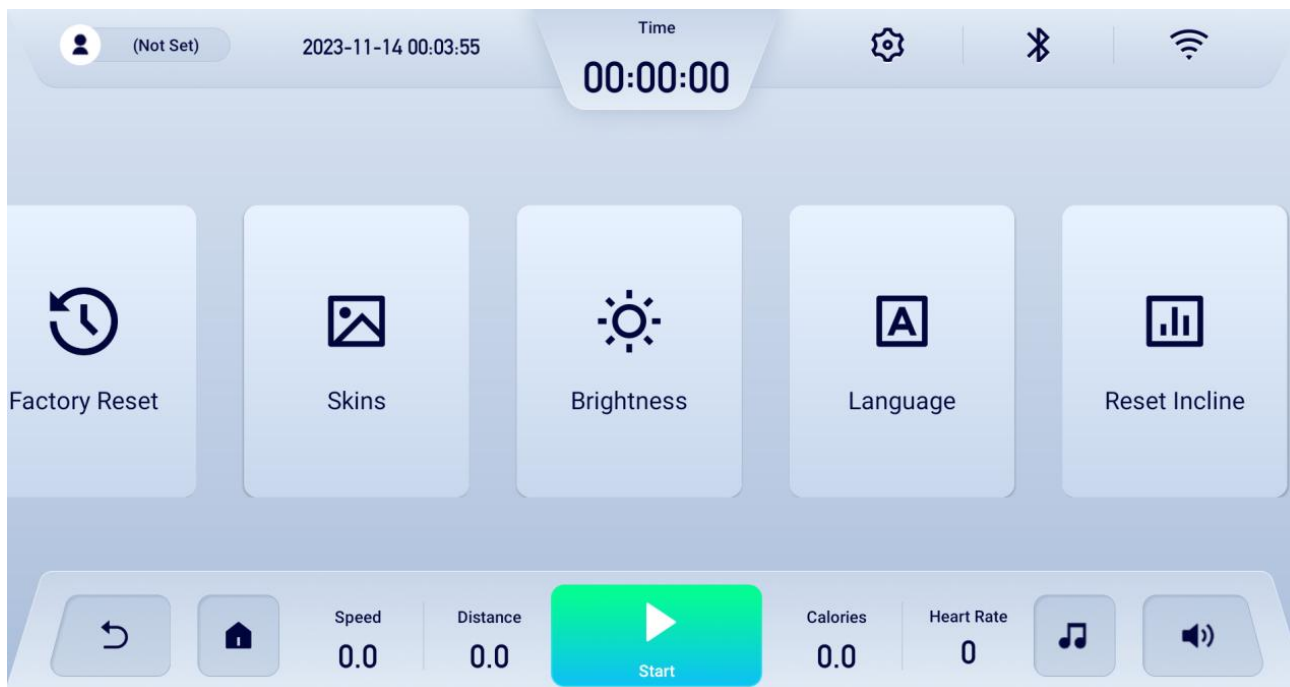 (Not Set)
2023-11-14 00:03:55
Time
00:00:00
Factory Reset
Skins
Brightness
Language
Reset Incline
Speed
0.0
Distance
0.0
Start
Calories
0.0
Heart Rate
0